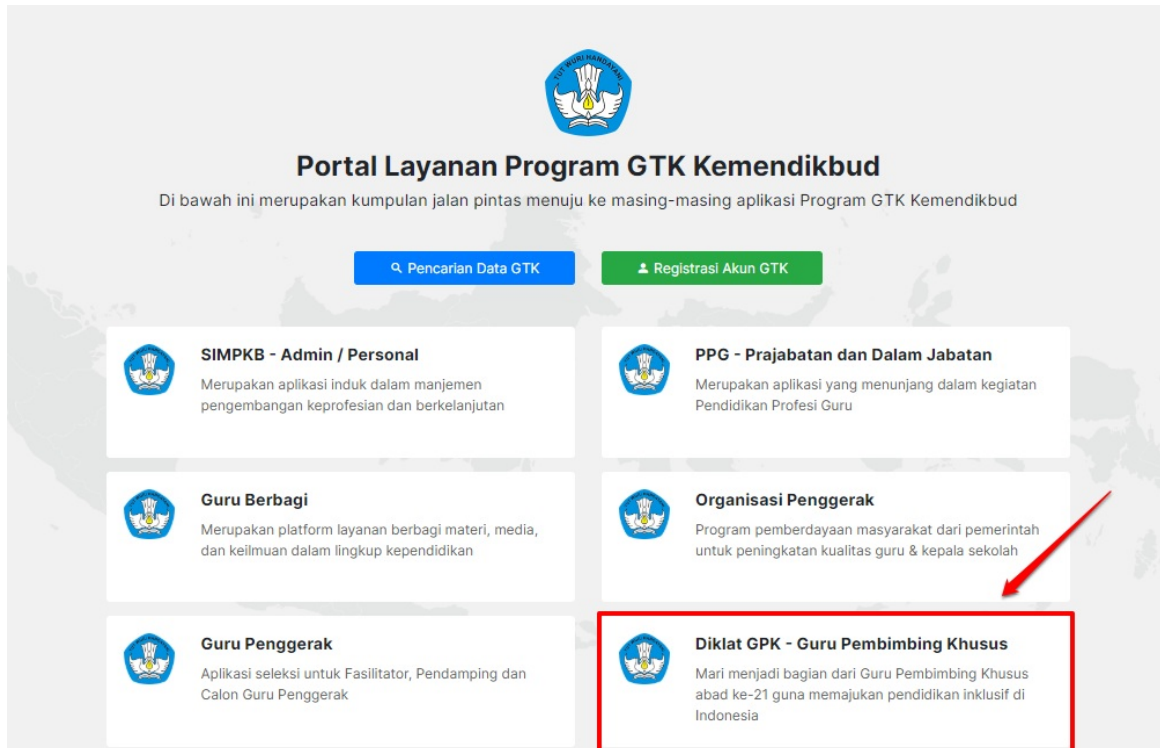 TUT WURI HANDAYANI
Portal Layanan Program GTK Kemendikbud
Di bawah ini merupakan kumpulan jalan pintas menuju ke masing-masing aplikasi Program GTK Kemendikbud
Pencarian Data GTK
Registrasi Akun GTK
SIMPKB - Admin / Personal
Merupakan aplikasi induk dalam manjemen
pengembangan keprofesian dan berkelanjutan
PPG - Prajabatan dan Dalam Jabatan
Merupakan aplikasi yang menunjang dalam kegiatan
Pendidikan Profesi Guru
Guru Berbagi
Merupakan platform layanan berbagi materi, media,
dan keilmuan dalam lingkup kependidikan
Organisasi Penggerak
Program pemberdayaan masyarakat dari pemerintah
untuk peningkatan kualitas guru & kepala sekolah
Guru Penggerak
Aplikasi seleksi untuk Fasilitator, Pendamping dan
Calon Guru Penggerak
Diklat GPK - Guru Pembimbing Khusus
Mari menjadi bagian dari Guru Pembimbing Khusus
abad ke-21 guna memajukan pendidikan inklusif di
Indonesia